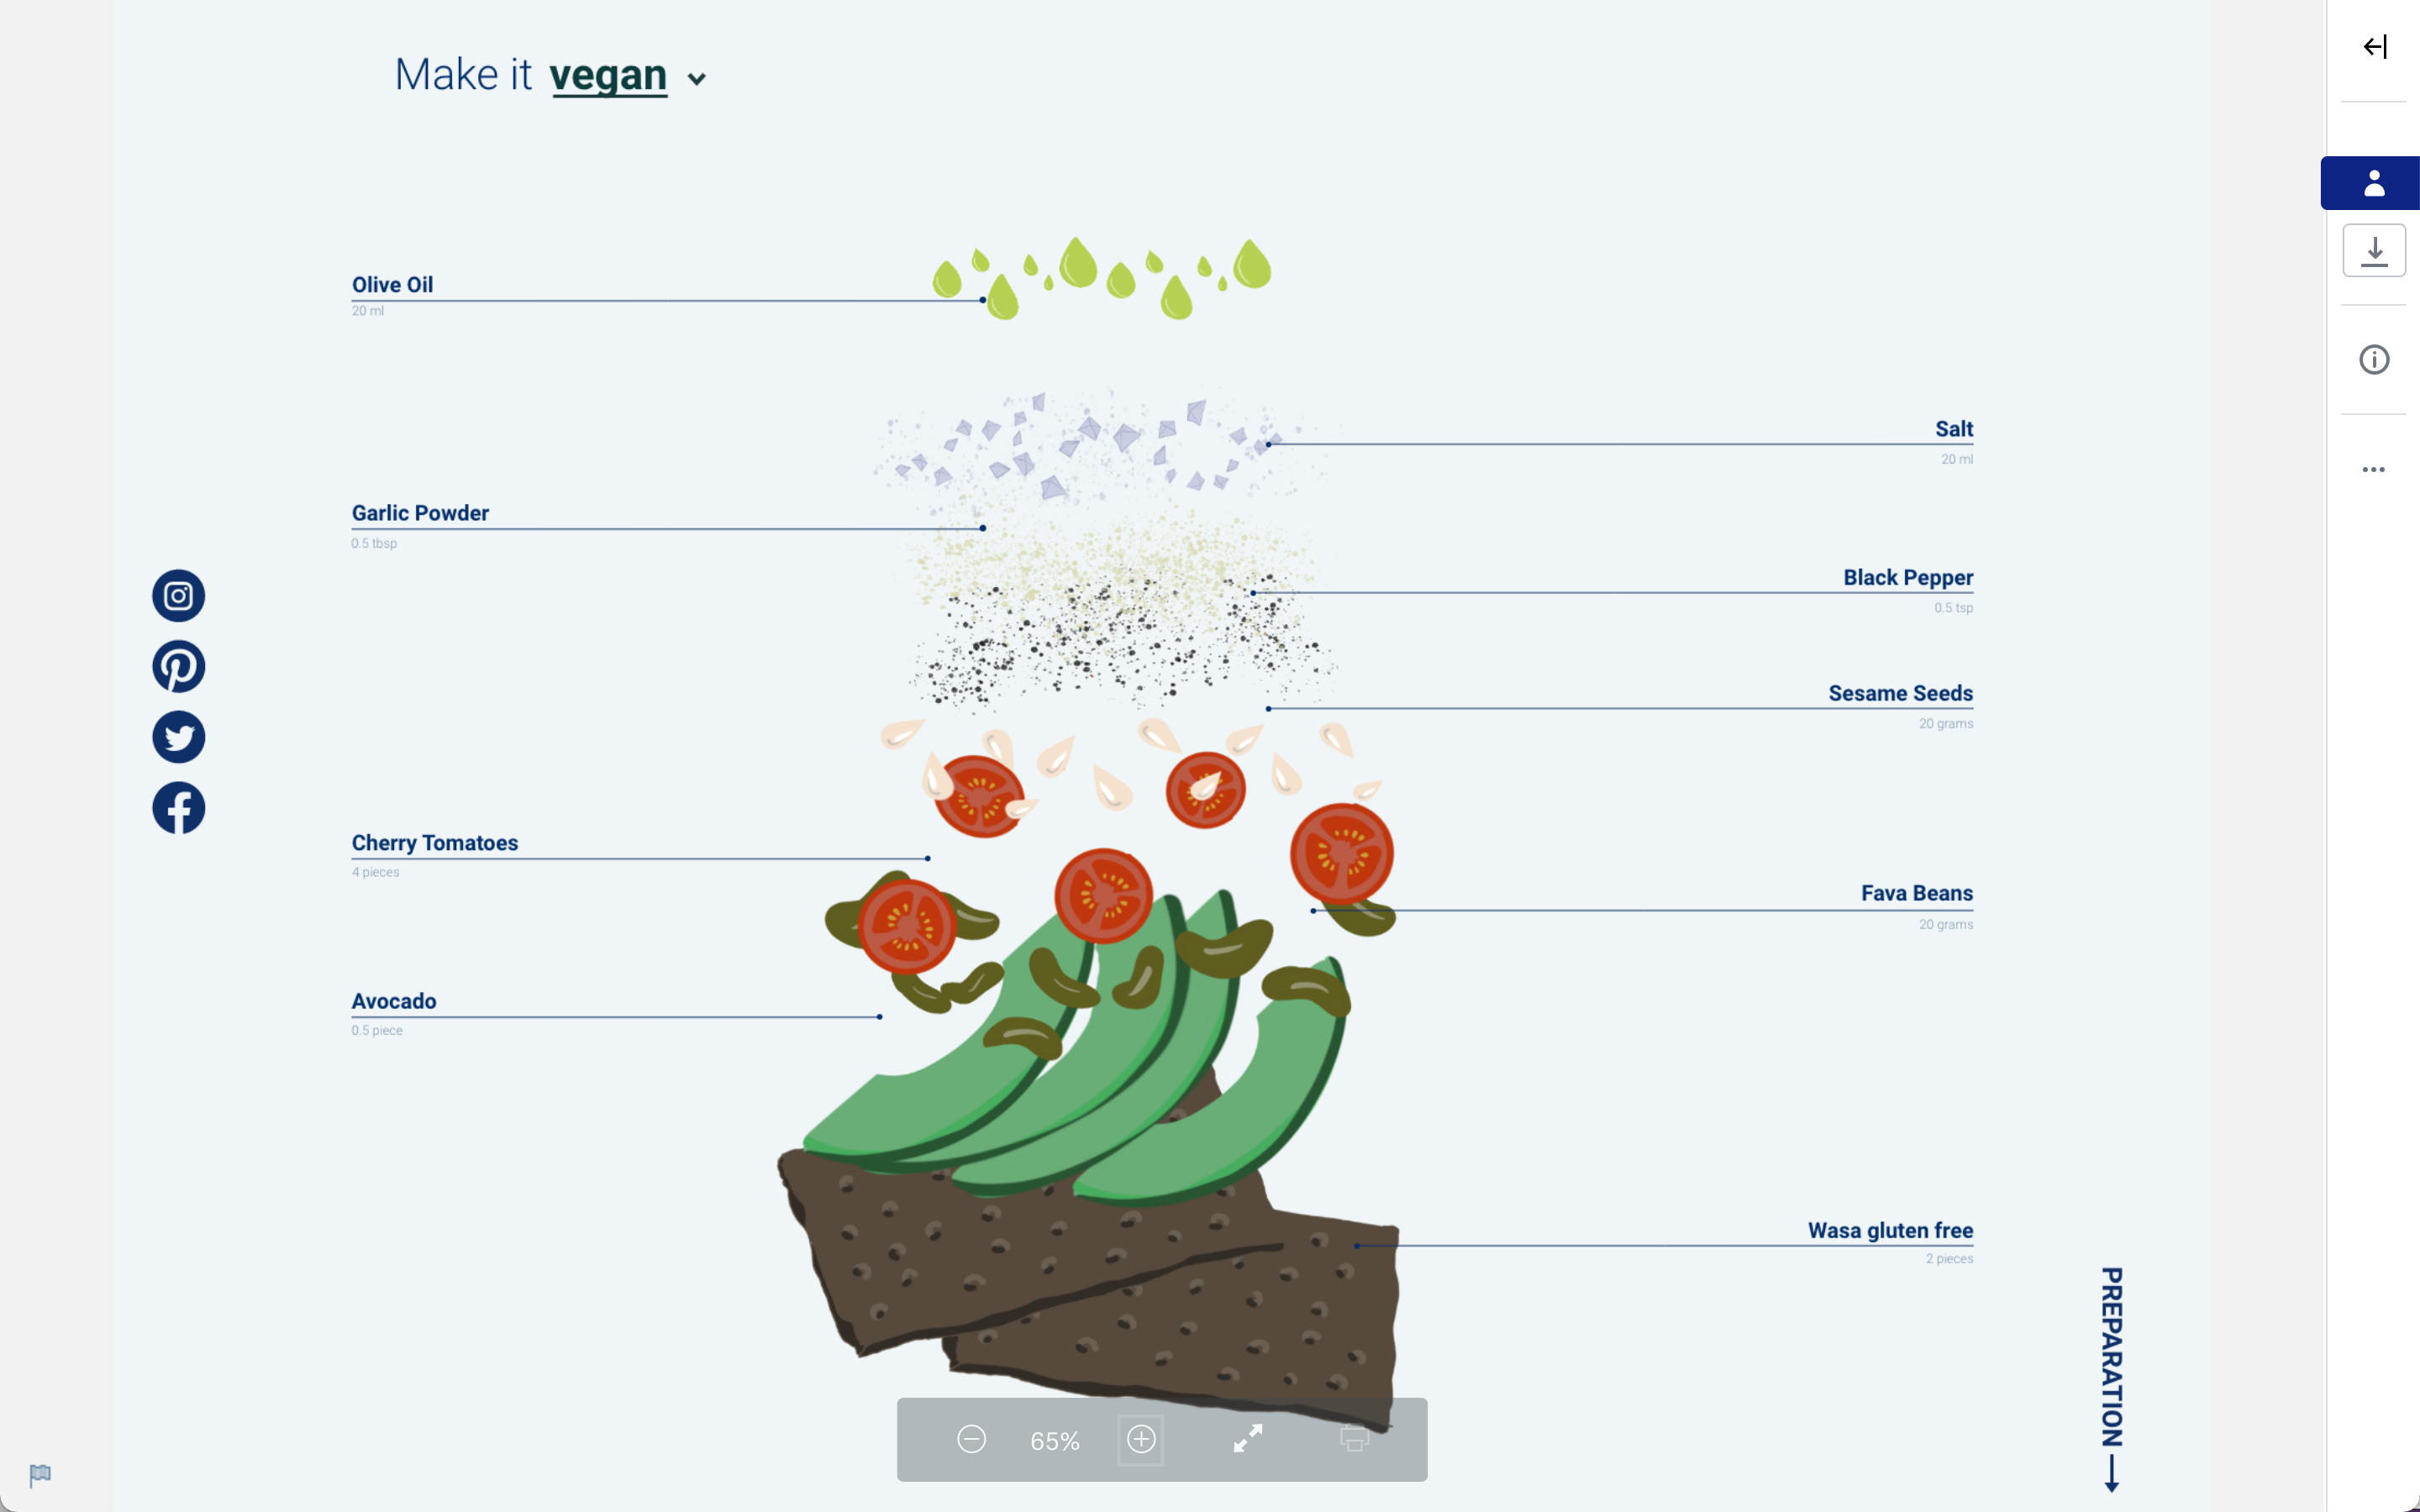 Make it vegan
Olive Oil
20 ml
Salt
20 ml
Garlic Powder
0.5 tbsp
Black Pepper
0.5 tsp
Sesame Seeds
20 grams
Cherry Tomatoes
4 pieces
Fava Beans
20 grams
Avocado
0.5 piece
Wasa gluten free
2 pieces
PREPARATION
65%